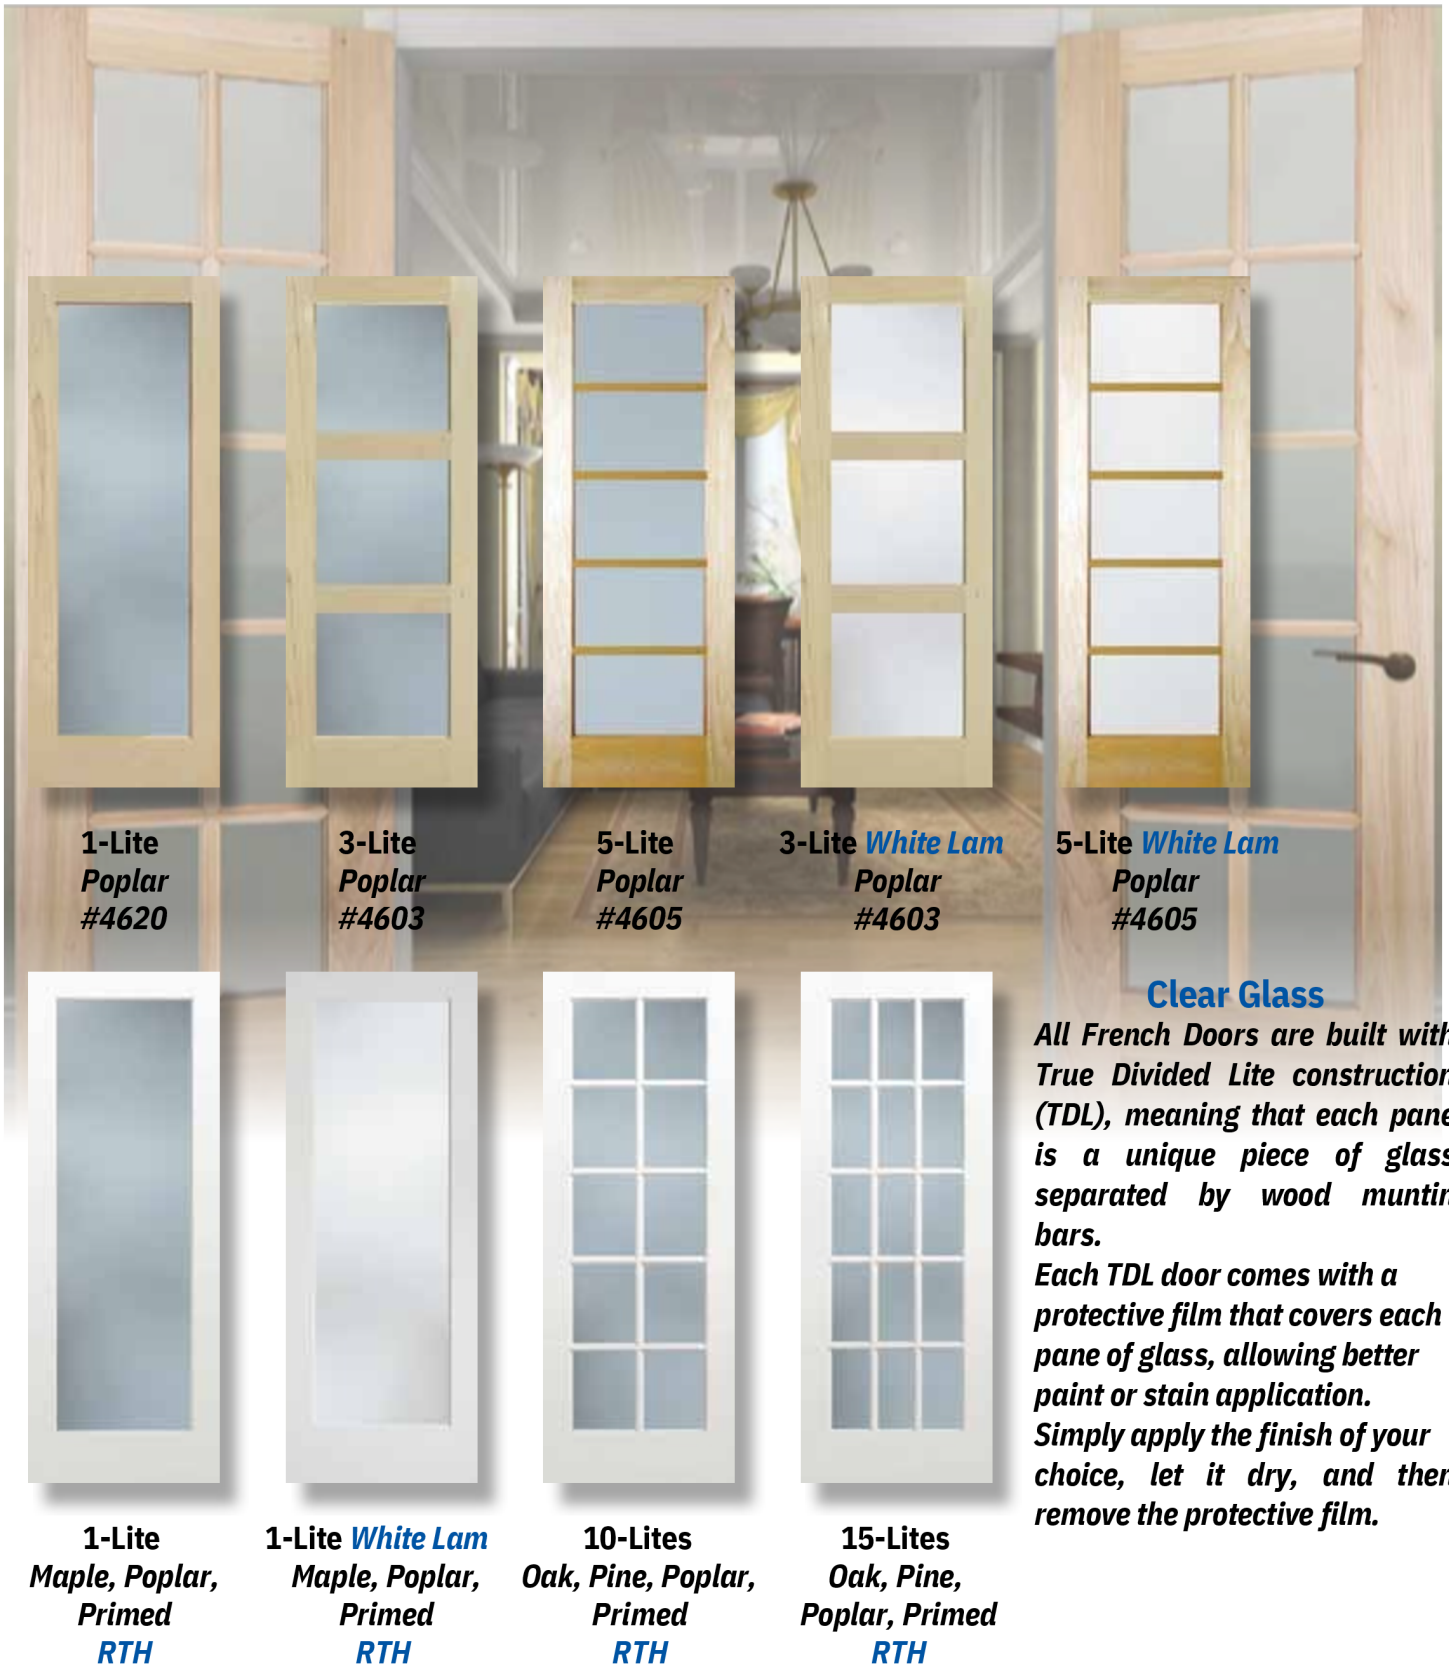 1-Lite
Poplar
#4620
3-Lite
Poplar
#4603
5-Lite
Poplar
#4605
3-Lite White Lam
Poplar
#4603
5-Lite White Lam
Poplar
#4605
1-Lite
Maple, Poplar,
Primed
RTH
1-Lite White Lam
Maple, Poplar,
Primed
RTH
10-Lites
Oak, Pine, Poplar,
Primed
RTH
15-Lites
Oak, Pine,
Poplar, Primed
RTH
Clear Glass
All French Doors are built with
True Divided Lite construction
(TDL), meaning that each pane
is a unique piece of glass
separated by wood muntin
bars.
Each TDL door comes with a
protective film that covers each
pane of glass, allowing better
paint or stain application.
Simply apply the finish of your
choice, let it dry, and then
remove the protective film.